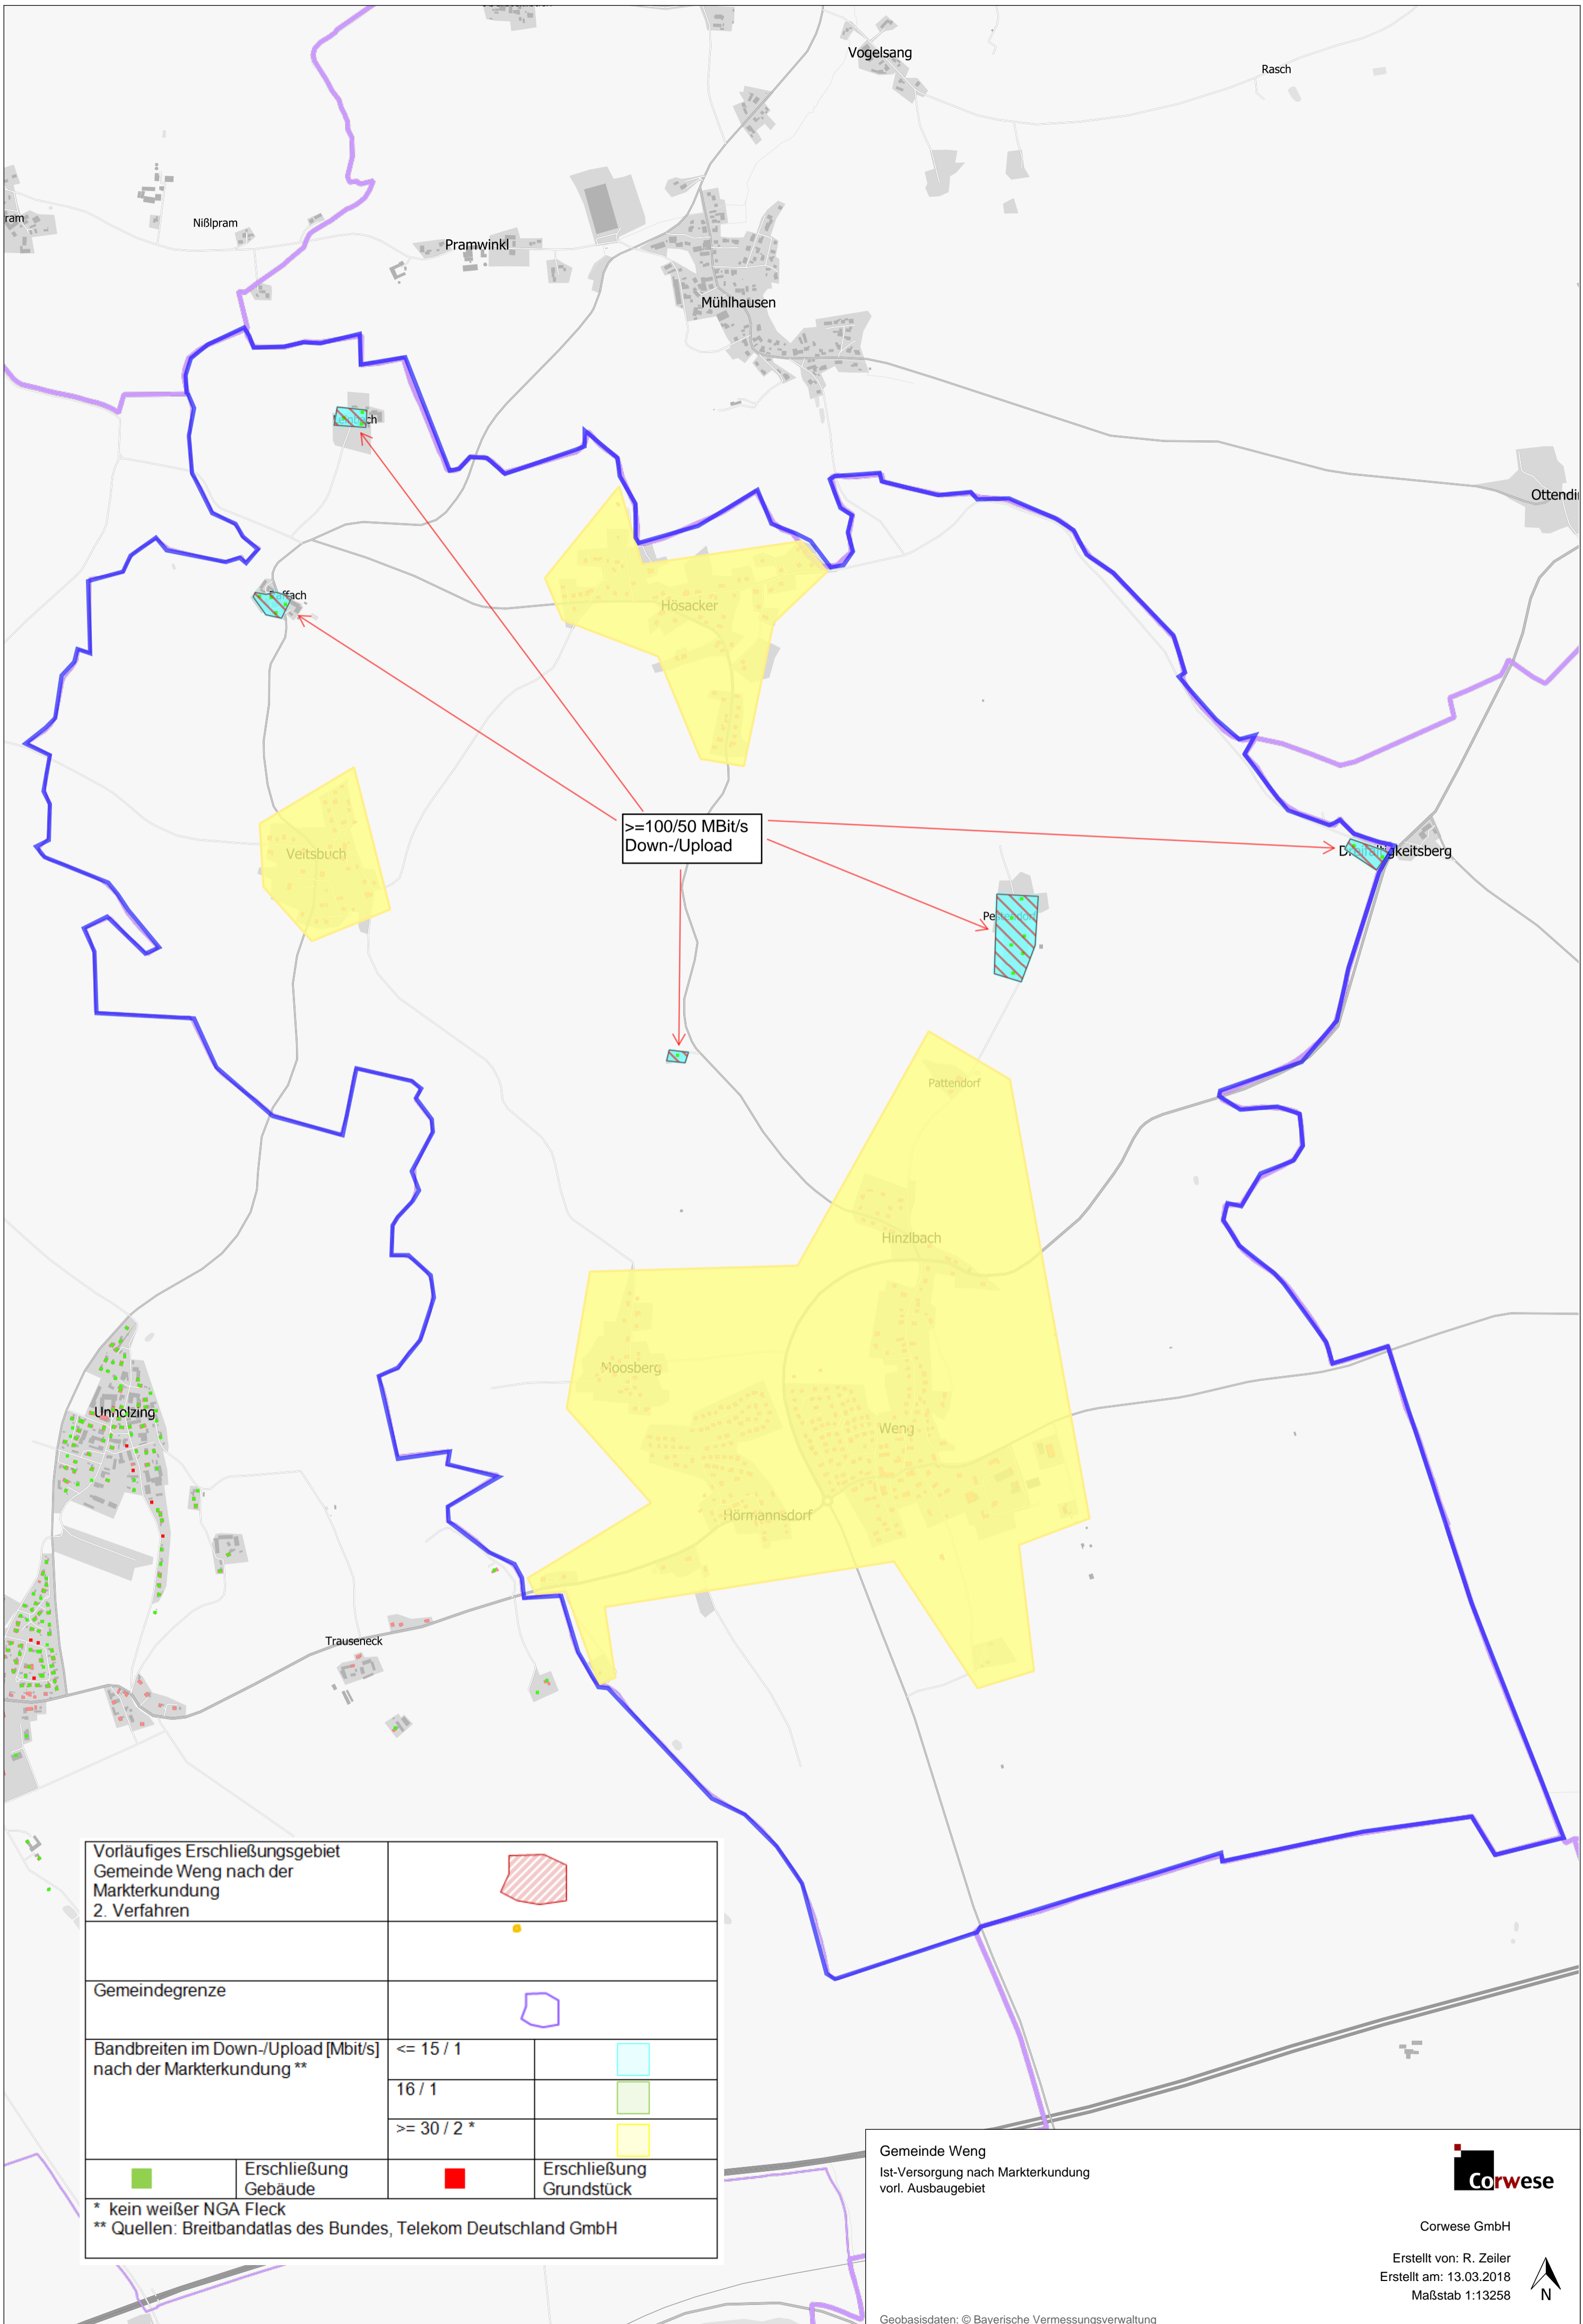 Vogelsang
Rasch
ram
Nißlpram
Pramwinkl
Mühlhausen
Ottendi
Hösacker
>=100/50 MBit/s
Down-/Upload
Veitsbuch
Pattendorf
Hinzlbach
Moosberg
Unholzing
Weng
Hörmannsdorf
Trauseneck
Vorläufiges Erschließungsgebiet
Gemeinde Weng nach der
Markterkundung
2. Verfahren
Gemeindegrenze
Bandbreiten im Down-/Upload [Mbit/s]
nach der Markterkundung **
<= 15 / 1
16 / 1
>= 30 / 2 *
Erschließung
Gebäude
Erschließung
Grundstück
* kein weißer NGA Fleck
** Quellen: Breitbandatlas des Bundes, Telekom Deutschland GmbH
Gemeinde Weng
Ist-Versorgung nach Markterkundung
vorl. Ausbaugebiet
Corwese
Corwese GmbH
Erstellt von: R. Zeiler
Erstellt am: 13.03.2018
Maßstab 1:13258
N
Geobasisdaten: © Bayerische Vermessungsverwaltung